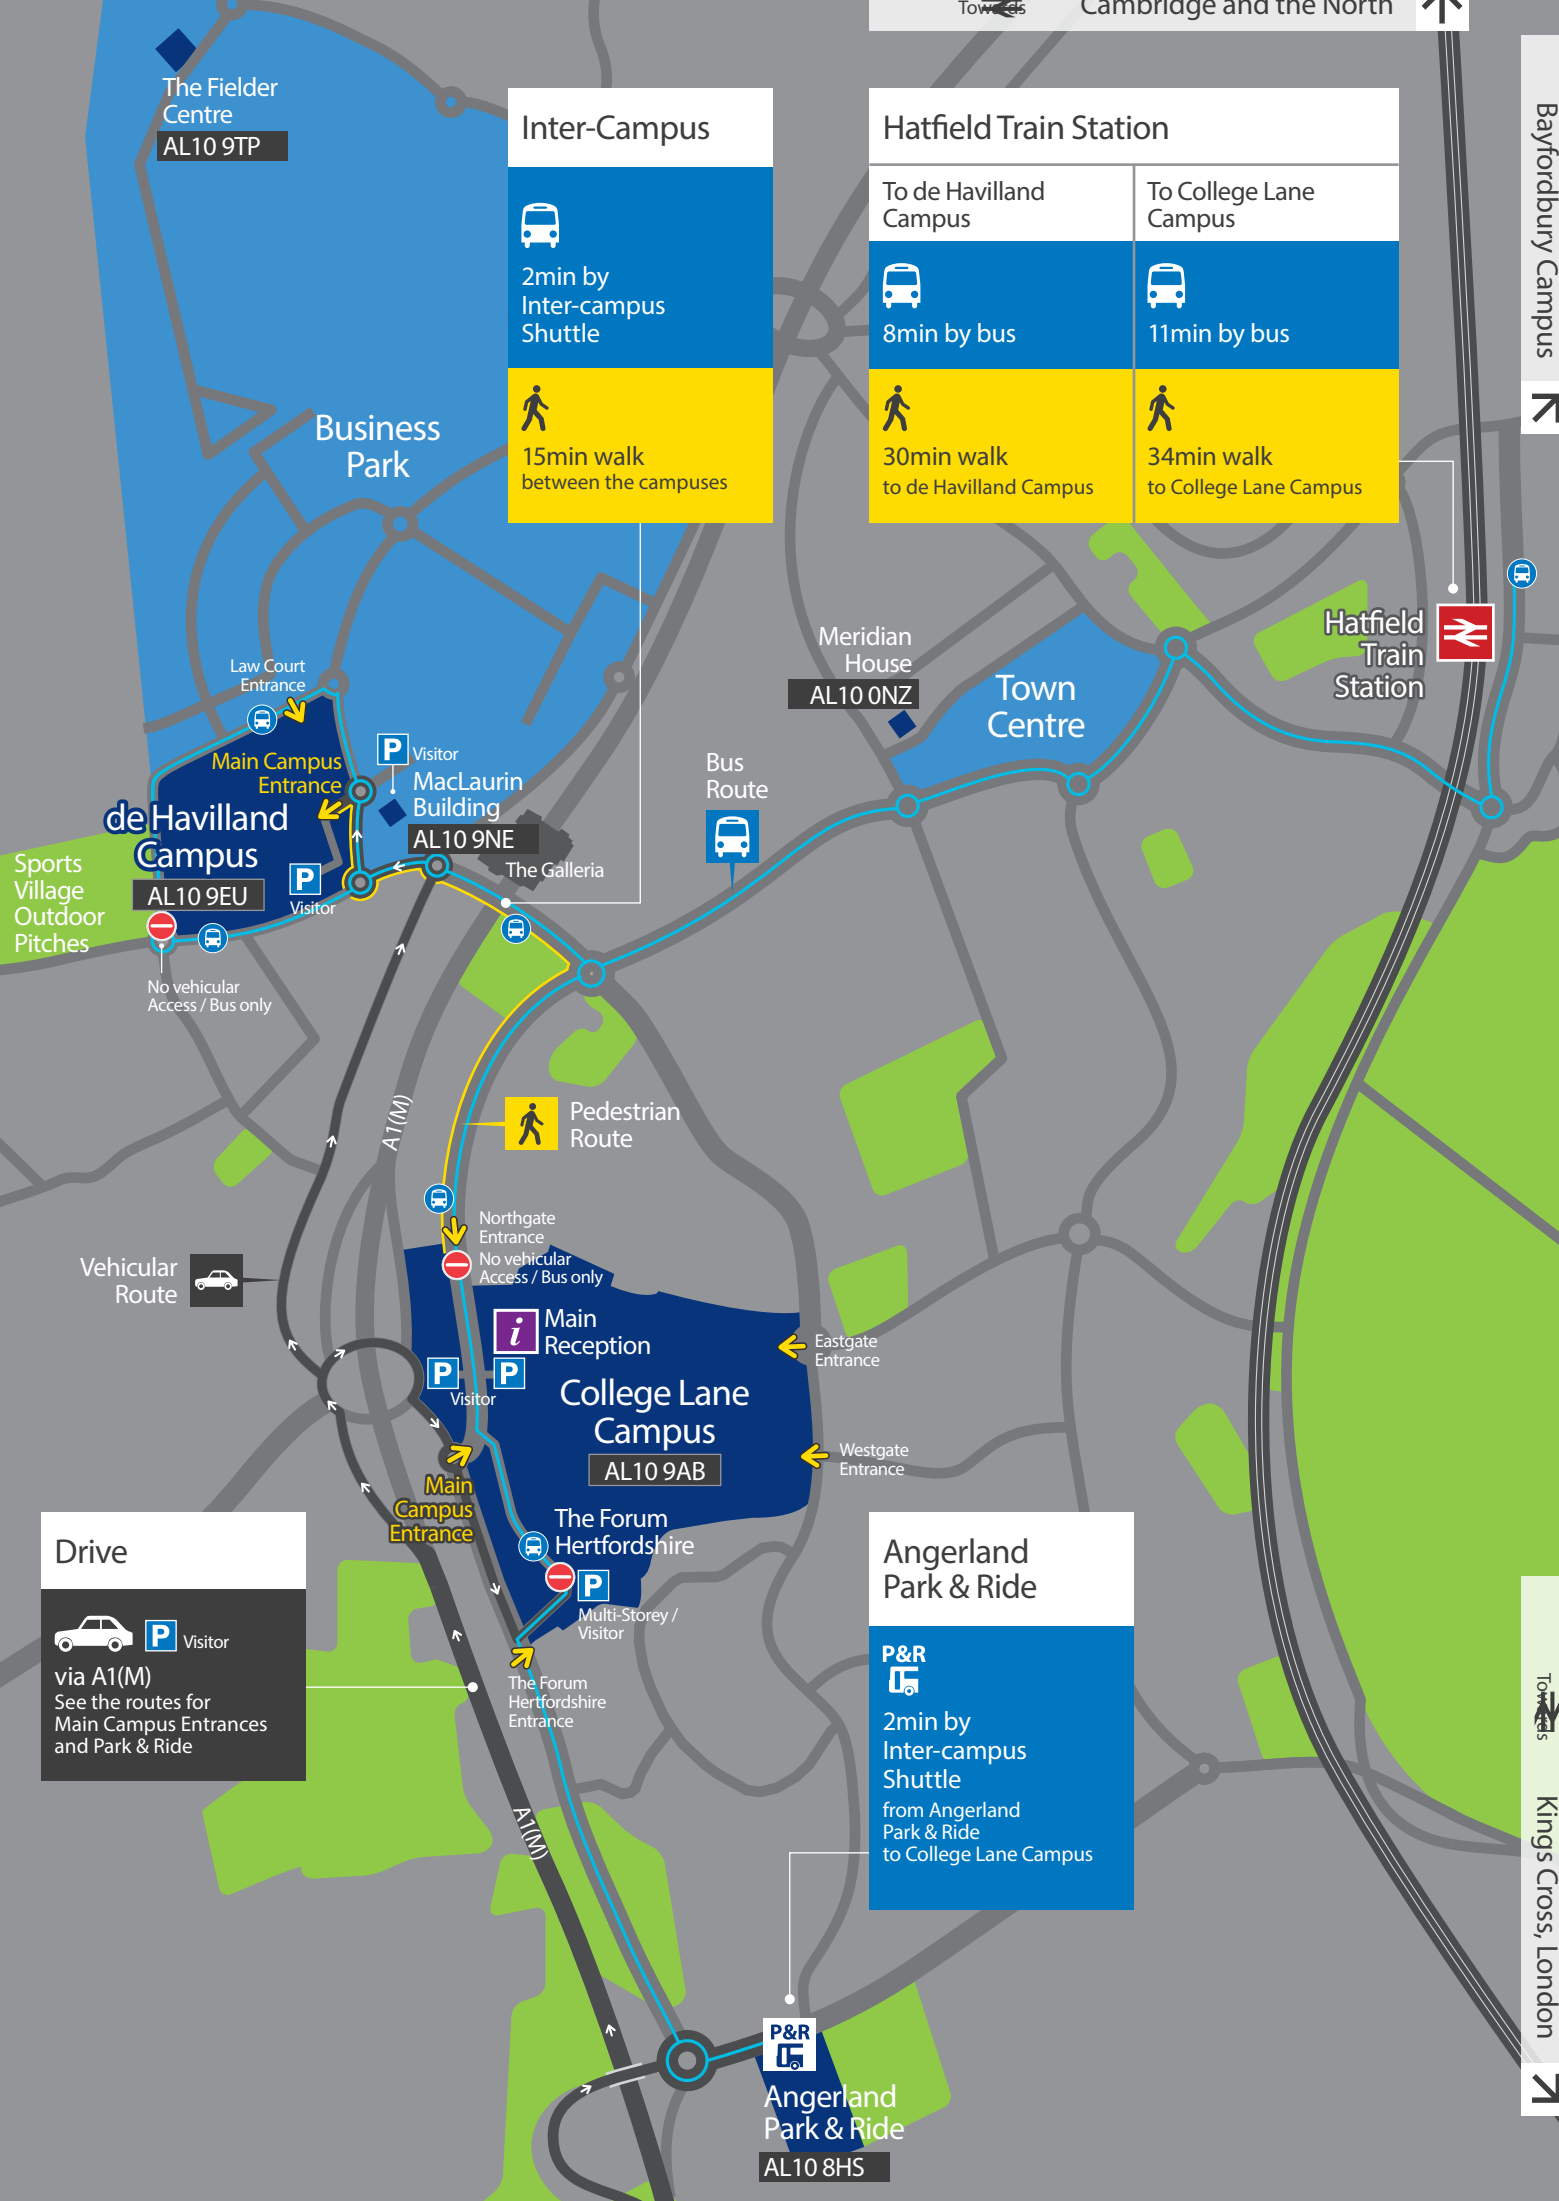 Towards
Cambridge and the North
The Fielder
Centre
AL10 9TP
Inter-Campus
2min by
Inter-campus
Shuttle
15min walk
between the campuses
Hatfield Train Station
To de Havilland
Campus
8min by bus
30min walk
to de Havilland Campus
To College Lane
Campus
11min by bus
34min walk
to College Lane Campus
Bayfordbury Campus
Business
Park
Hatfield
Train
Station
Meridian
House
AL10 0NZ
Town
Centre
Law Court
Entrance
Main Campus
Entrance
P Visitor
MacLaurin
Building
AL10 9NE
Bus
Route
de Havilland
Campus
AL10 9EU
P
Visitor
The Galleria
Sports
Village
Outdoor
Pitches
No vehicular
Access / Bus only
A1(M)
Pedestrian
Route
Northgate
Entrance
No vehicular
Access / Bus only
Vehicular
Route
i Main
Reception
P P
Visitor
Eastgate
Entrance
College Lane
Campus
AL10 9AB
Westgate
Entrance
Main
Campus
Entrance
The Forum
Hertfordshire
P
Multi-Storey /
Visitor
The Forum
Hertfordshire
Entrance
Drive
P Visitor
via A1(M)
See the routes for
Main Campus Entrances
and Park & Ride
A1(M)
Angerland
Park & Ride
P&R
2min by
Inter-campus
Shuttle
from Angerland
Park & Ride
to College Lane Campus
Towards
Kings Cross, London
P&R
Angerland
Park & Ride
AL10 8HS